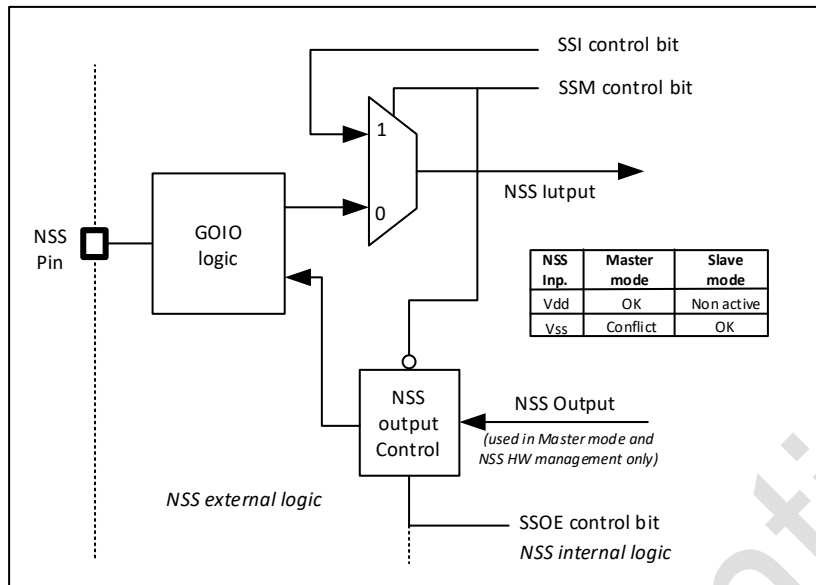 SSI control bit
SSM control bit
1
0
NSS Iutput
NSS
Pin
GOIO
logic
NSS Inp. Master mode Slave mode
Vdd OK Non active
Vss Conflict OK
NSS
output
Control
NSS Output
(used in Master mode and
NSS HW management only)
NSS external logic
SSOE control bit
NSS internal logic